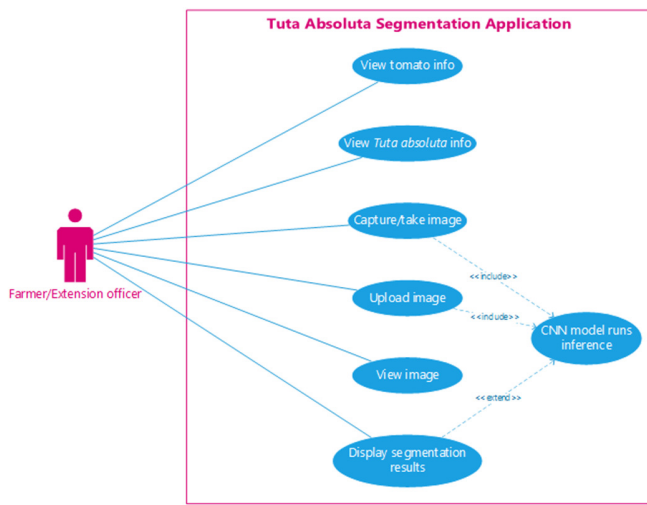 Tuta Absoluta Segmentation Application
View tomato info
View Tuta absoluta info
Capture/take image
<<include>>
Farmer/Extension officer
Upload image
<<include>>
CNN model runs
inference
View image
<<extend>>
Display segmentation
results